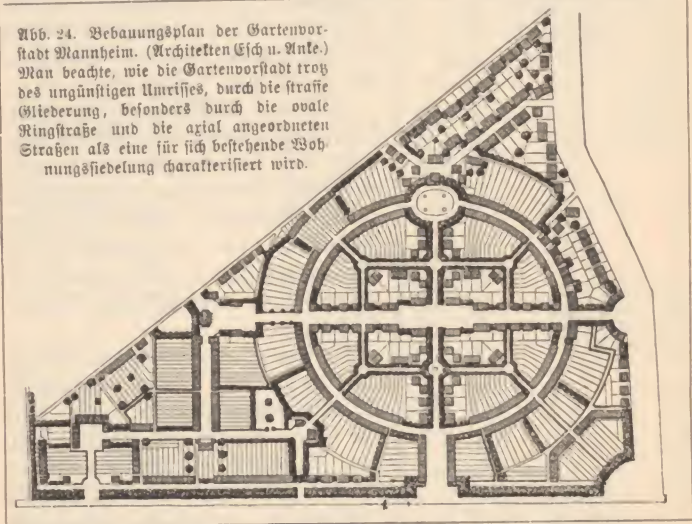 Abb. 24. Bebauungsplan der Gartenvor-
stadt Mannheim. (Architekten Esch u. Anke.)
Man beachte, wie die Gartenvorstadt trotz
des ungünstigen Umrisses, durch die straffe
Gliederung, besonders durch die ovale
Ringstraße und die axial angeordneten
Straßen als eine für sich bestehende Woh
nungssiedelung charakterisiert wird.